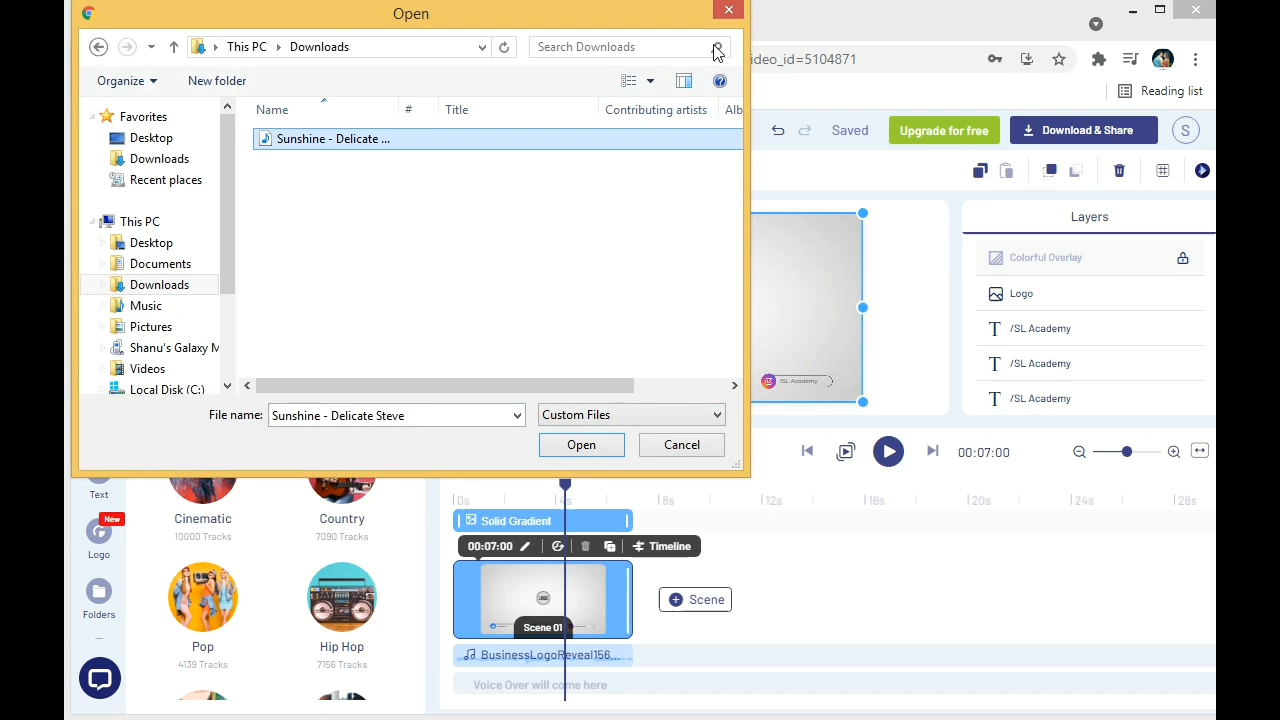 Open
This PC
Downloads
Search Downloads
Organize
New folder
Name
#
Title
Contributing artists
Alb
Favorites
Desktop
Downloads
Recent places
This PC
Desktop
Documents
Downloads
Music
Pictures
Shanu's Galaxy M
Videos
Local Disk (C:)
Sunshine - Delicate ...
File name:
Sunshine - Delicate Steve
Custom Files
Open
Cancel
ideo_id=5104871
Reading list
Saved
Upgrade for free
Download & Share
S
Layers
Colorful Overlay
Logo
/SL Academy
/SL Academy
/SL Academy
/SL Academy
00:07:00
Text
New
Logo
Folders
Cinematic
10000 Tracks
Country
7090 Tracks
Pop
4139 Tracks
Hip Hop
7156 Tracks
0s
4s
8s
12s
16s
20s
24s
28s
Solid Gradient
00:07:00
Timeline
LOGO
Scene 01
Scene
BusinessLogoReveal156...
Voice Over will come here